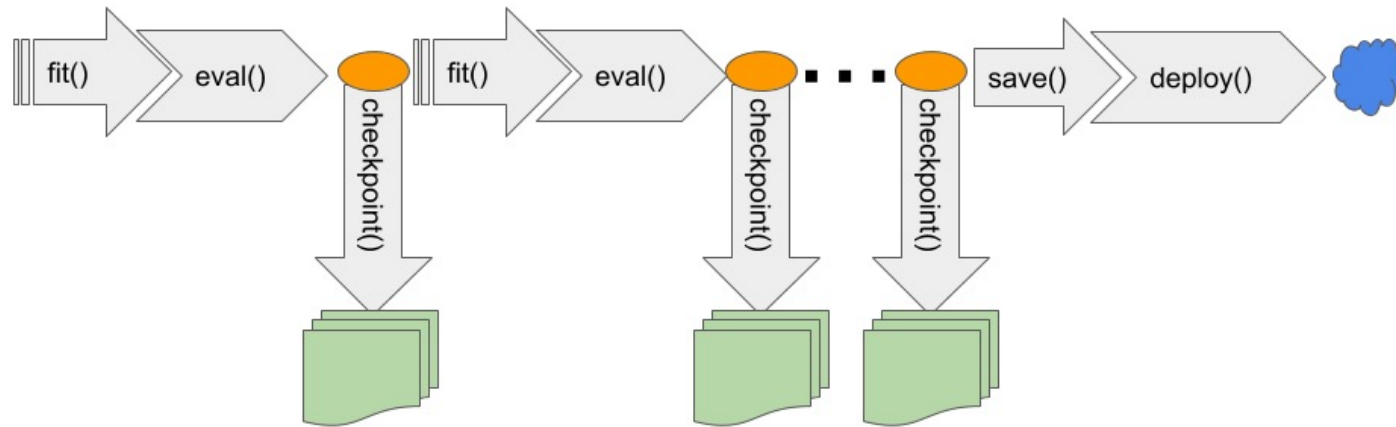 fit()
eval()
checkpoint()
fit()
eval()
checkpoint()
checkpoint()
save()
deploy()